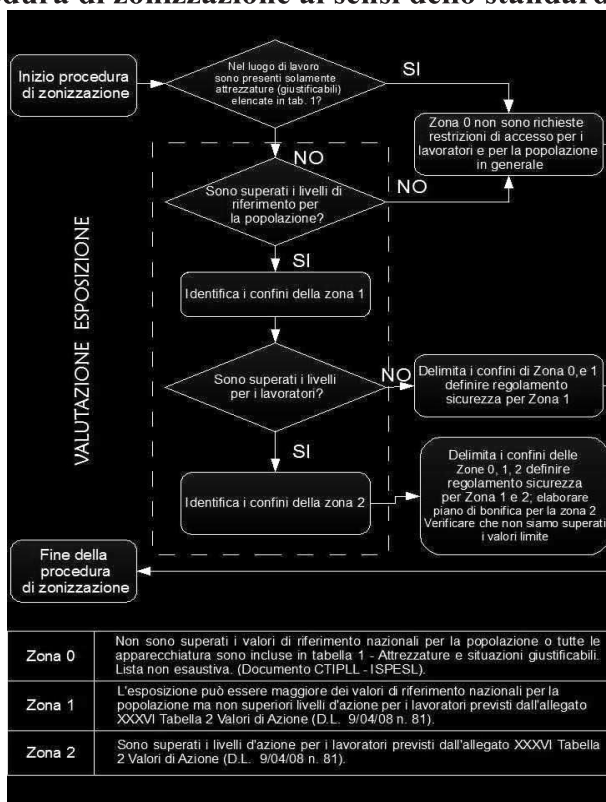 dura di zonizzazione ai sensi dello standard
Inizio procedura
di zonizzazione
Nel luogo di lavoro
sono presenti solamente
attrezzature (giustificabili)
elencate in tab. 1?
SI
Zona 0 non sono richieste
restrizioni di accesso per i
lavoratori e per la popolazione
in generale
NO
Sono superati i livelli di
riferimento per
la popolazione?
NO
SI
Identifica i confini della zona 1
VALUTAZIONE ESPOSIZIONE
Sono superati i livelli
per i lavoratori?
NO
Delimita i confini di Zona 0,e 1
definire regolamento
sicurezza per Zona 1
SI
Identifica i confini della zona 2
Delimita i confini delle
Zone 0, 1, 2 definire
regolamento sicurezza
per Zona 1 e 2; elaborare
piano di bonifica per la zona 2
Verificare che non siamo superati
i valori limite
Fine della
procedura
di zonizzazione
Zona 0
Non sono superati i valori di riferimento nazionali per la popolazione o tutte le
apparecchiatura sono incluse in tabella 1 - Attrezzature e situazioni giustificabili.
Lista non esaustiva. (Documento CTIPLL - ISPESL).
Zona 1
L'esposizione può essere maggiore dei valori di riferimento nazionali per la
popolazione ma non superiori livelli d'azione per i lavoratori previsti dall'allegato
XXXVI Tabella 2 Valori di Azione (D.L. 9/04/08 n. 81).
Zona 2
Sono superati i livelli d'azione per i lavoratori previsti dall'allegato XXXVI Tabella
2 Valori di Azione (D.L. 9/04/08 n. 81).